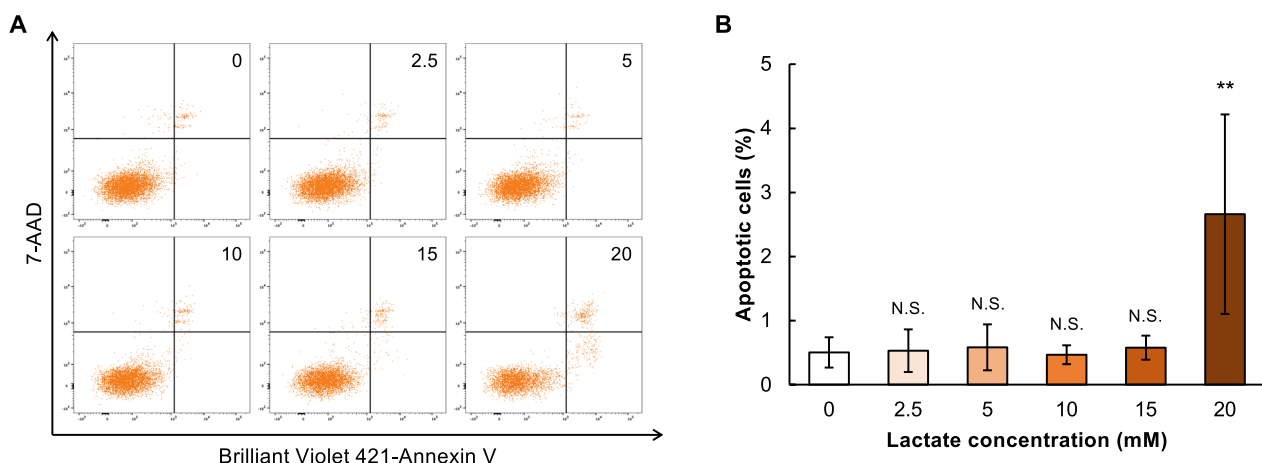 A
0
2.5
5
10
15
20
7-AAD
Brilliant Violet 421-Annexin V
B
5
4
3
2
1
0
Apoptotic cells (%)
N.S.
N.S.
N.S.
N.S.
**
0
2.5
5
10
15
20
Lactate concentration (mM)